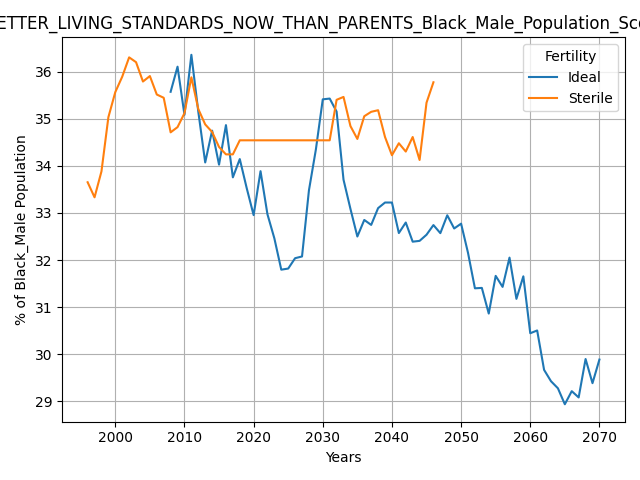 ETTER_LIVING_STANDARDS_NOW_THAN_PARENTS_Black_Male_Population_Sc
Fertility
Ideal
Sterile
% of Black_Male Population
36
35
34
33
32
31
30
29
2000
2010
2020
2030
2040
2050
2060
2070
Years